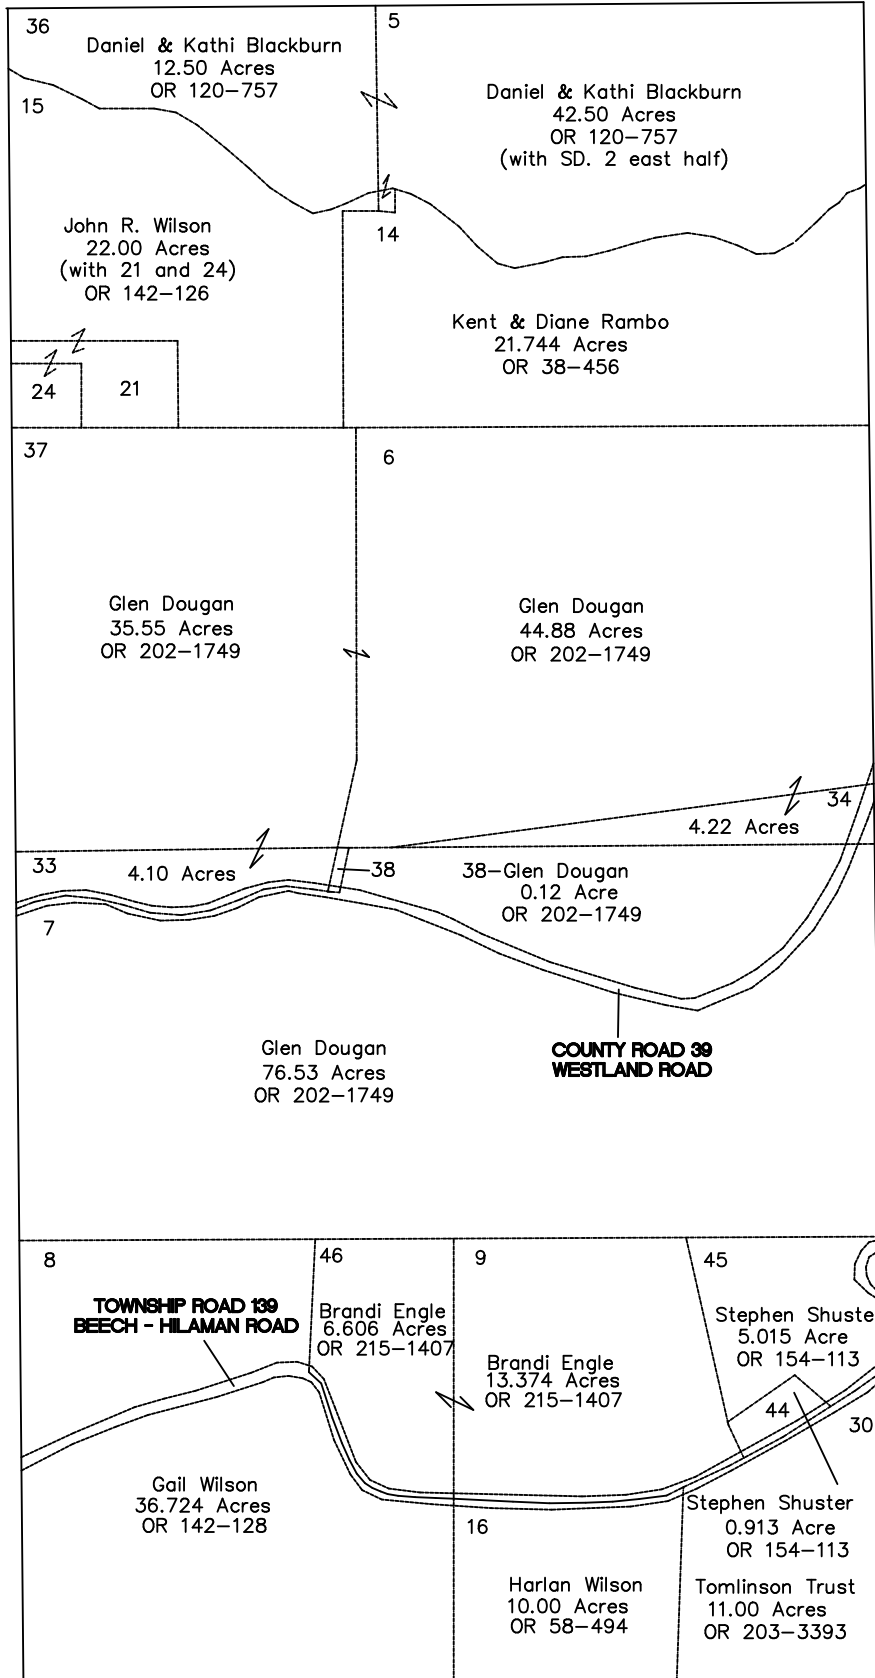 36
5
Daniel & Kathi Blackburn
12.50 Acres
OR 120-757
Daniel & Kathi Blackburn
42.50 Acres
OR 120-757
(with SD. 2 east half)
15
14
John R. Wilson
22.00 Acres
(with 21 and 24)
OR 142-126
Kent & Diane Rambo
21.744 Acres
OR 38-456
24
21
37
6
Glen Dougan
35.55 Acres
OR 202-1749
Glen Dougan
44.88 Acres
OR 202-1749
34
4.22 Acres
33
4.10 Acres
38
38-Glen Dougan
0.12 Acre
OR 202-1749
7
Glen Dougan
76.53 Acres
OR 202-1749
COUNTY ROAD 39
WESTLAND ROAD
8
46
9
45
TOWNSHIP ROAD 139
BEECH - HILAMAN ROAD
Brandi Engle
6.606 Acres
OR 215-1407
Brandi Engle
13.374 Acres
OR 215-1407
Stephen Shuste
5.015 Acre
OR 154-113
44
30
Gail Wilson
36.724 Acres
OR 142-128
16
Stephen Shuster
0.913 Acre
OR 154-113
Harlan Wilson
10.00 Acres
OR 58-494
Tomlinson Trust
11.00 Acres
OR 203-3393